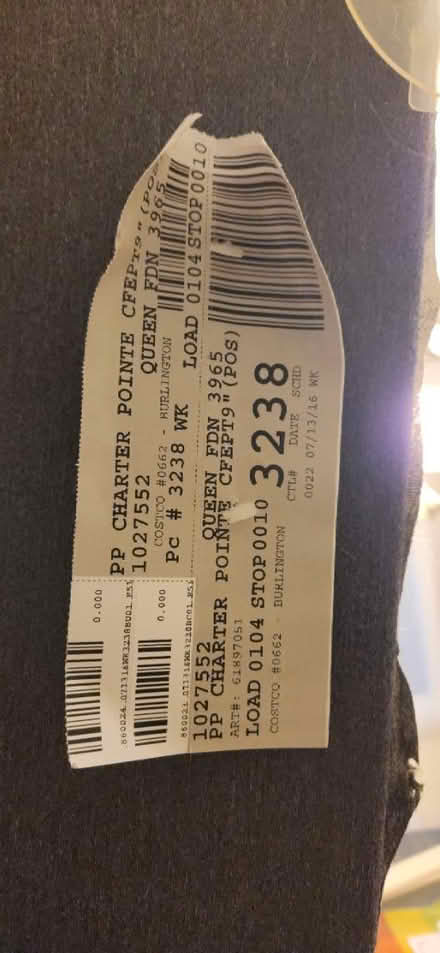 PP CHARTER POINTE CFEPT9"(POS
1027552 QUEEN FDN 3965
COSTCO #0662 - BURLINGTON
Pc # 3238 WK LOAD 0104 STOP0010
0.000
0.000
1027552 QUEEN FDN 3965
PP CHARTER POINTE CFEPT9"(POS)
ART#: 61897051
LOAD 0104 STOP0010 3238
COSTCO #0662 - BURLINGTON
CTL# DATE SCHD
0022 07/13/16 WK